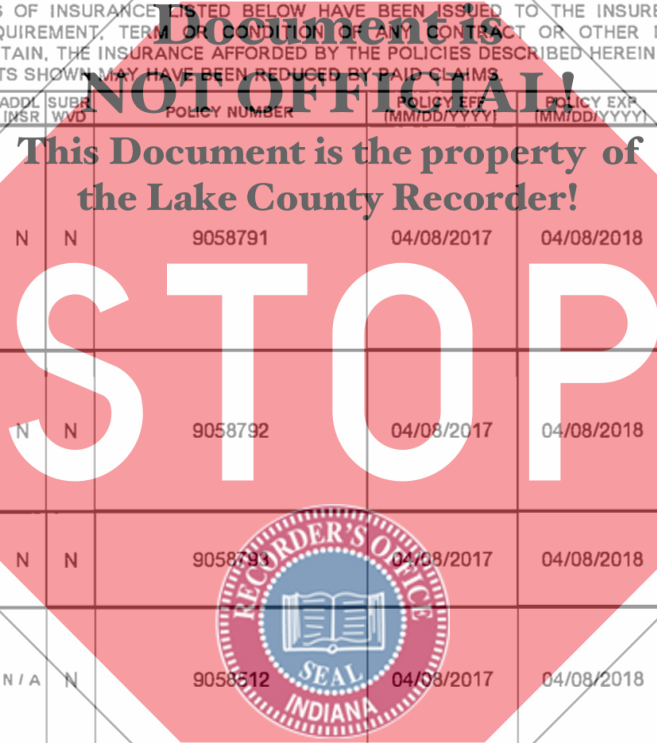 OF INSURANCE LISTED BELOW HAVE BEEN ISSUED TO THE INSURE
Document is
QUIREMENT, TERM OR CONDITION OF ANY CONTRACT OR OTHER
TAIN, THE INSURANCE AFFORDED BY THE POLICIES DESCRIBED HEREIN
TS SHOWN MAY HAVE BEEN REDUCED BY PAID CLAIMS.
NOT OFFICIAL!
ADDL INSR SUBR WVD POLICY NUMBER POLICY EFF (MM/DD/YYYY) POLICY EXP (MM/DD/YYYY)
This Document is the property of
the Lake County Recorder!
N N 9058791 04/08/2017 04/08/2018
STOP
N N 9058792 04/08/2017 04/08/2018
RECORDER'S OFFICE
N N 9058793 04/08/2017 04/08/2018
SEAL
N/A N 9058512 04/08/2017 04/08/2018
INDIANA